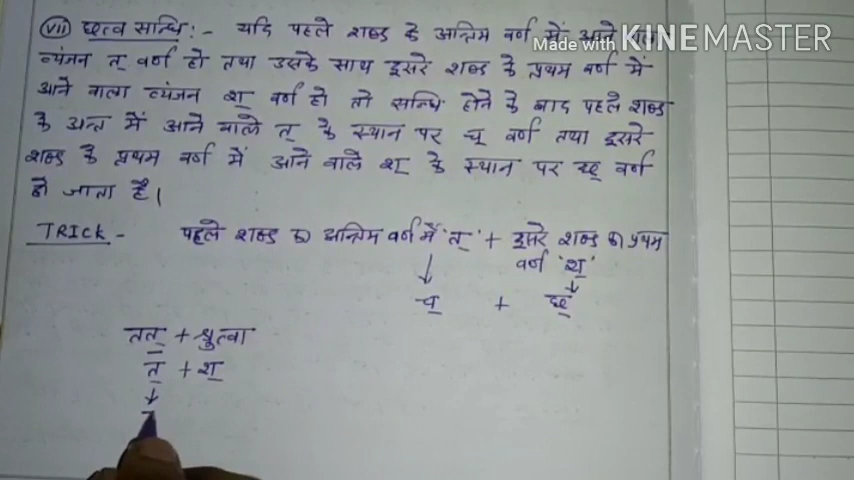 (vii) छत्व सन्धि :- यदि पहले शब्द के अन्तिम वर्ण में आने
Made with KINEMASTER
व्यंजन त् वर्ण हो तथा उसके साथ दूसरे शब्द के प्रथम वर्ण में
आने वाला व्यंजन श् वर्ण हो तो सन्धि होने के बाद पहले शब्द
के अन्त में आने वाले त् के स्थान पर च् वर्ण तथा दूसरे
शब्द के प्रथम वर्ण में आने वाले श् के स्थान पर छ् वर्ण
हो जाता है।
TRICK - पहले शब्द का अन्तिम वर्ण में 'त्' + दूसरे शब्द का प्रथम
वर्ण 'श्'
↓ ↓
च् + छ्
तत् + श्रुत्वा
त् + श्
↓